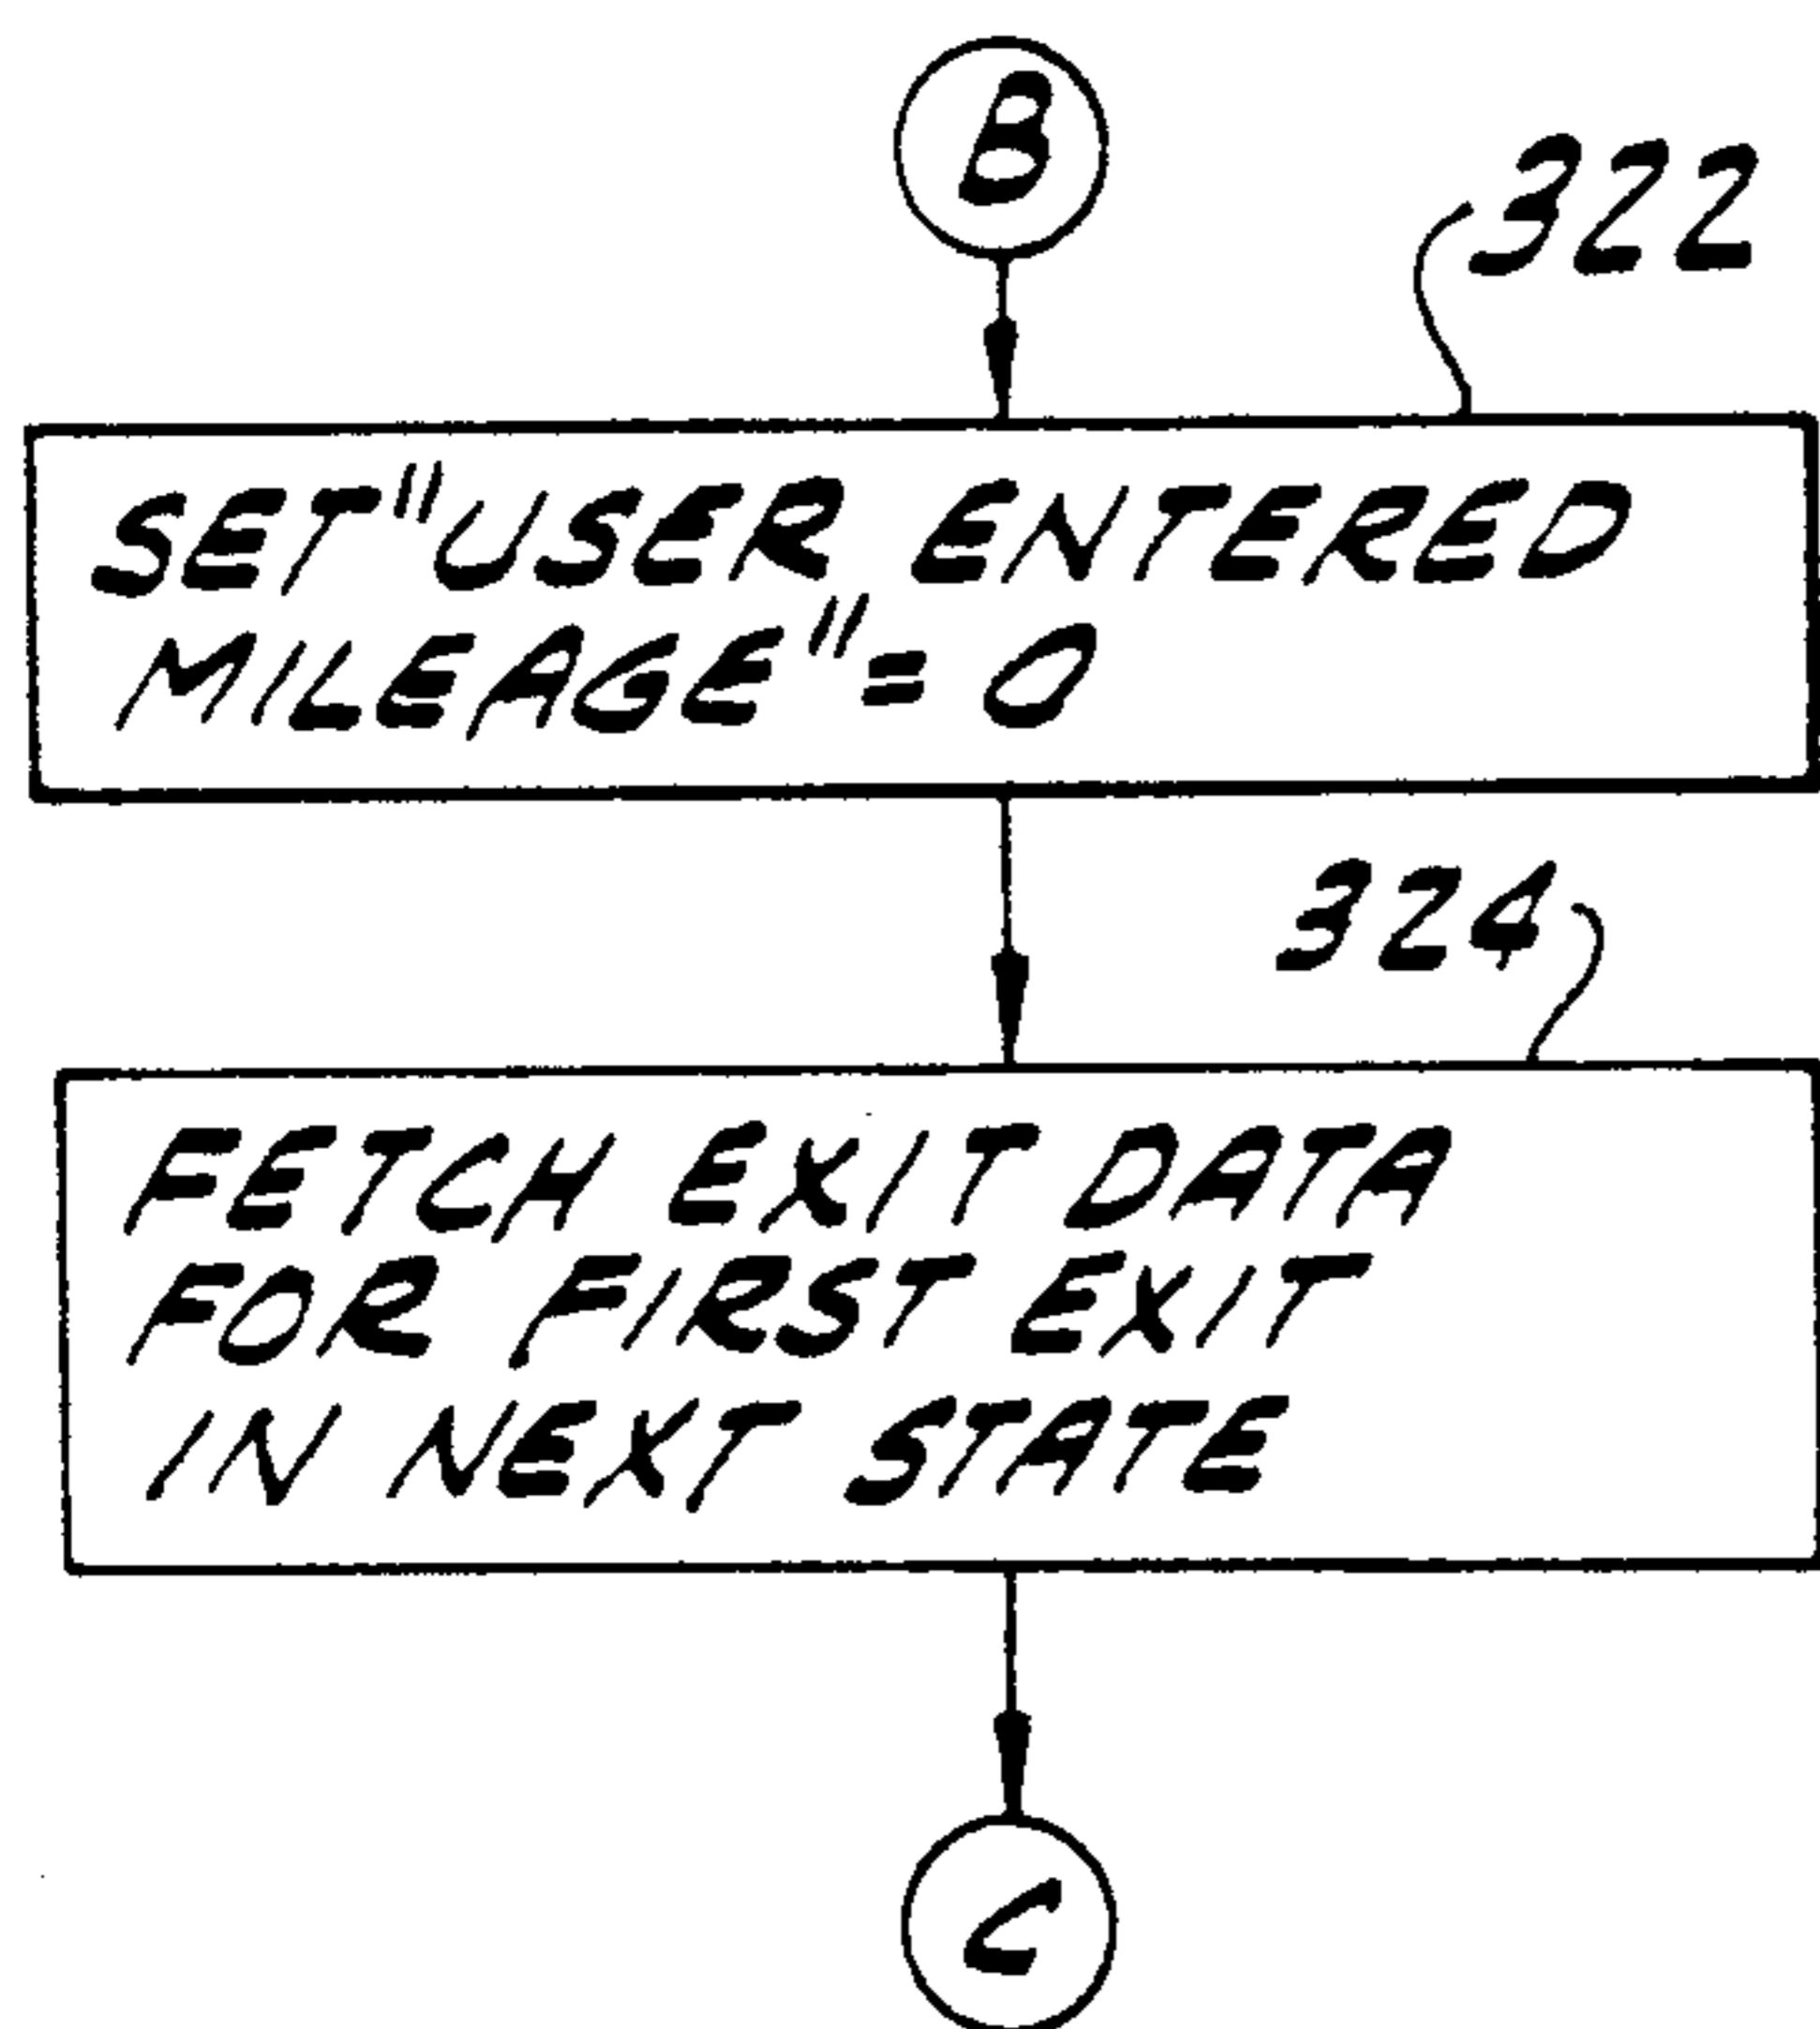 B
322
SET "USER ENTERED
MILEAGE" = 0
324
FETCH EXIT DATA
FOR FIRST EXIT
IN NEXT STATE
C